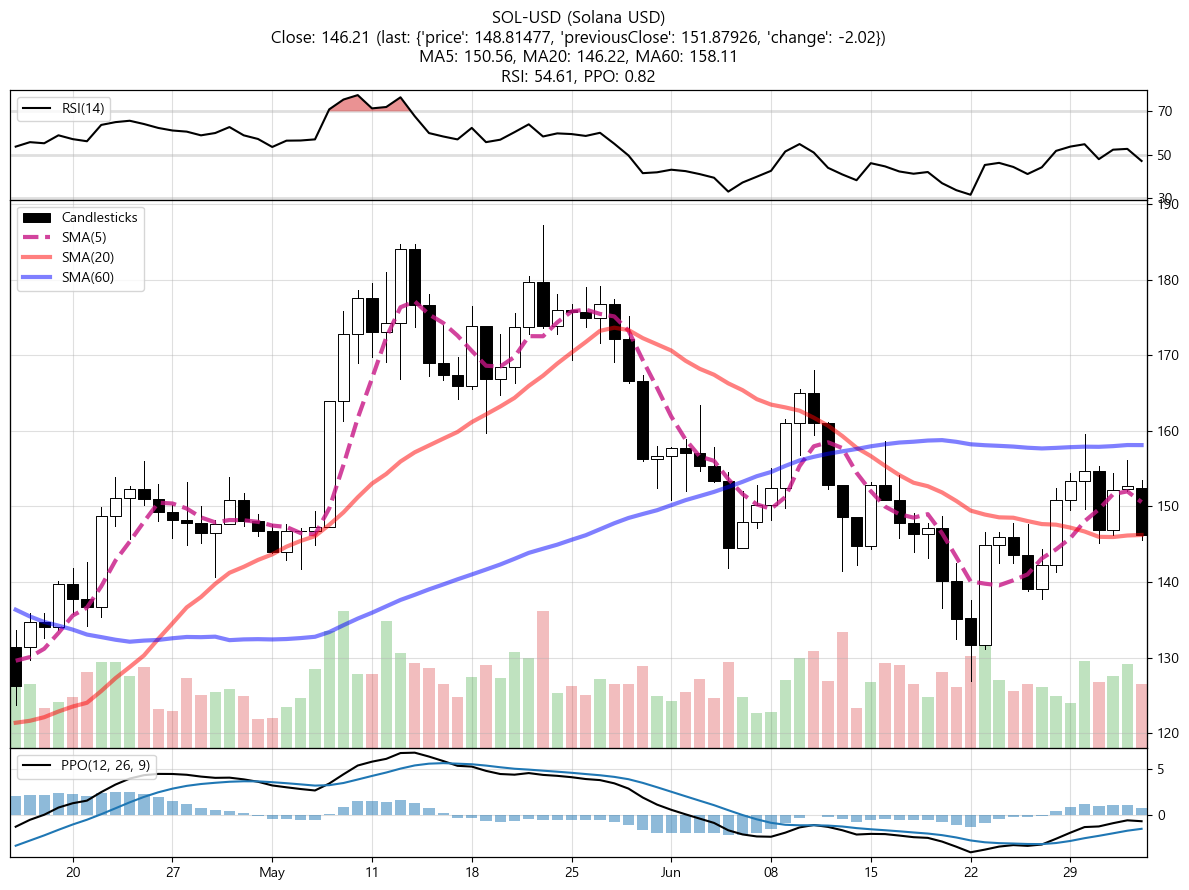 SOL-USD (Solana USD)
Close: 146.21 (last: {'price': 148.81477, 'previousClose': 151.87926, 'change': -2.02})
MA5: 150.56, MA20: 146.22, MA60: 158.11
RSI: 54.61, PPO: 0.82
RSI(14)
70
50
30
Candlesticks
SMA(5)
SMA(20)
SMA(60)
190
180
170
160
150
140
130
120
PPO(12, 26, 9)
5
0
20 27 May 11 18 25 Jun 08 15 22 29